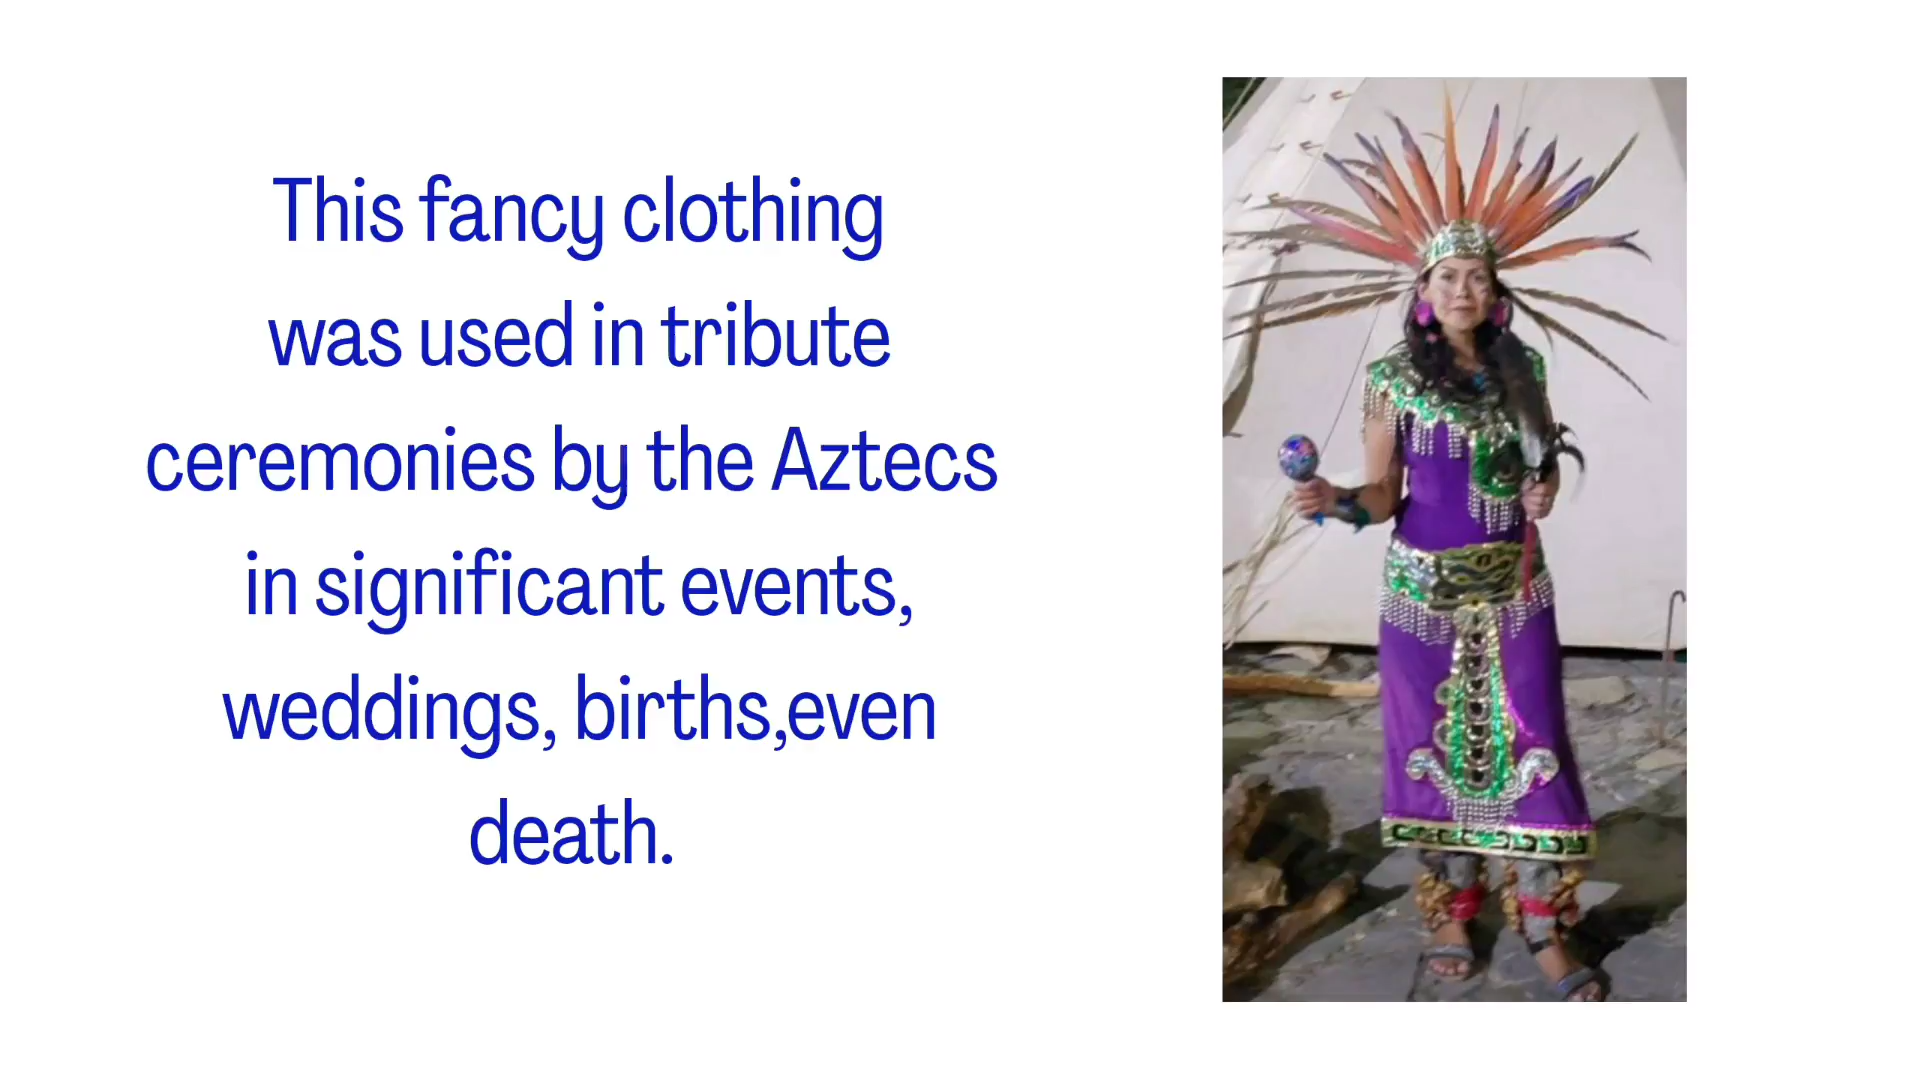 This fancy clothing
was used in tribute
ceremonies by the Aztecs
in significant events,
weddings, births,even
death.